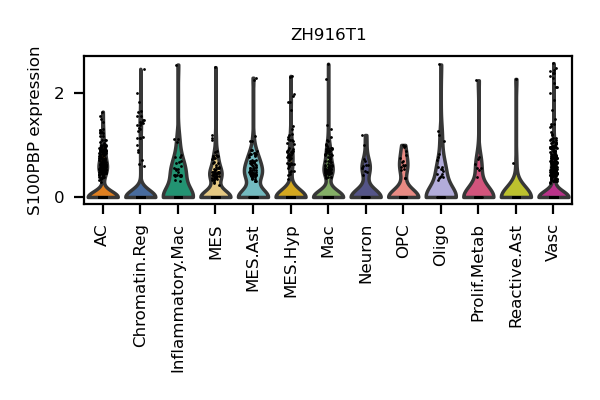 ZH916T1
S100PBP expression
2
0
AC
Chromatin.Reg
Inflammatory.Mac
MES
MES.Ast
MES.Hyp
Mac
Neuron
OPC
Oligo
Prolif.Metab
Reactive.Ast
Vasc